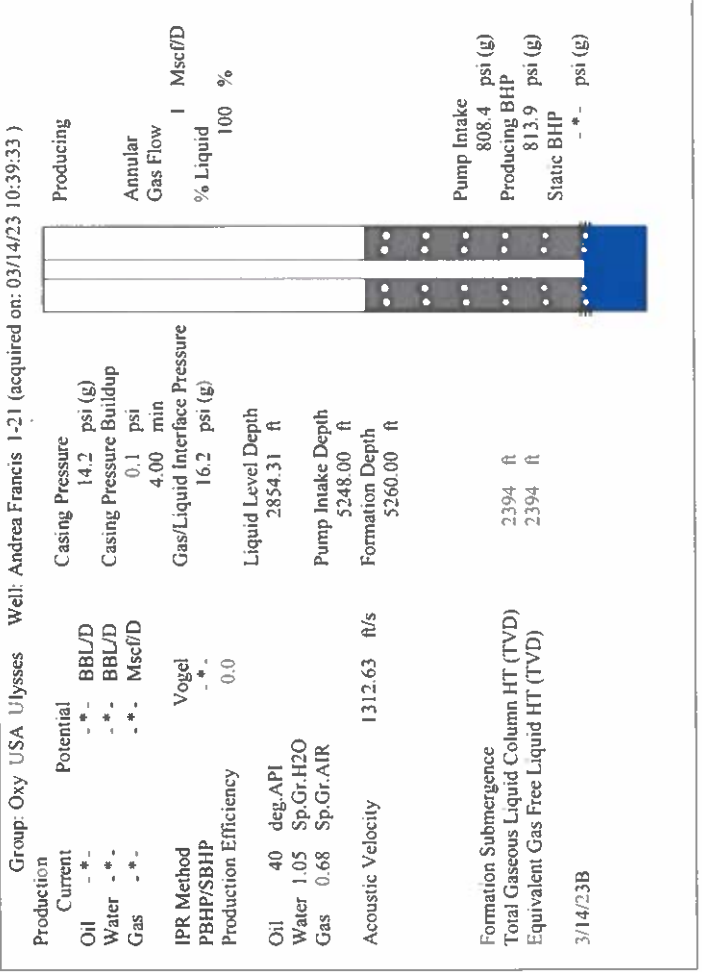 Group: Oxy USA Ulysses Well: Andrea Francis 1-21 (acquired on: 03/14/23 10:39:33 )
Production
Current Potential
Oil - * - - * - BBL/D
Water - * - - * - BBL/D
Gas - * - - * - Mscf/D
IPR Method Vogel
PBHP/SBHP - * -
Production Efficiency 0.0
Oil 40 deg.API
Water 1.05 Sp.Gr.H2O
Gas 0.68 Sp.Gr.AIR
Acoustic Velocity 1312.63 ft/s
Casing Pressure
14.2 psi (g)
Casing Pressure Buildup
0.1 psi
4.00 min
Gas/Liquid Interface Pressure
16.2 psi (g)
Liquid Level Depth
2854.31 ft
Pump Intake Depth
5248.00 ft
Formation Depth
5260.00 ft
Producing
Annular
Gas Flow
1 Mscf/D
% Liquid
100 %
Pump Intake
808.4 psi (g)
Producing BHP
813.9 psi (g)
Static BHP
- * - psi (g)
Formation Submergence
Total Gaseous Liquid Column HT (TVD) 2394 ft
Equivalent Gas Free Liquid HT (TVD) 2394 ft
3/14/23B